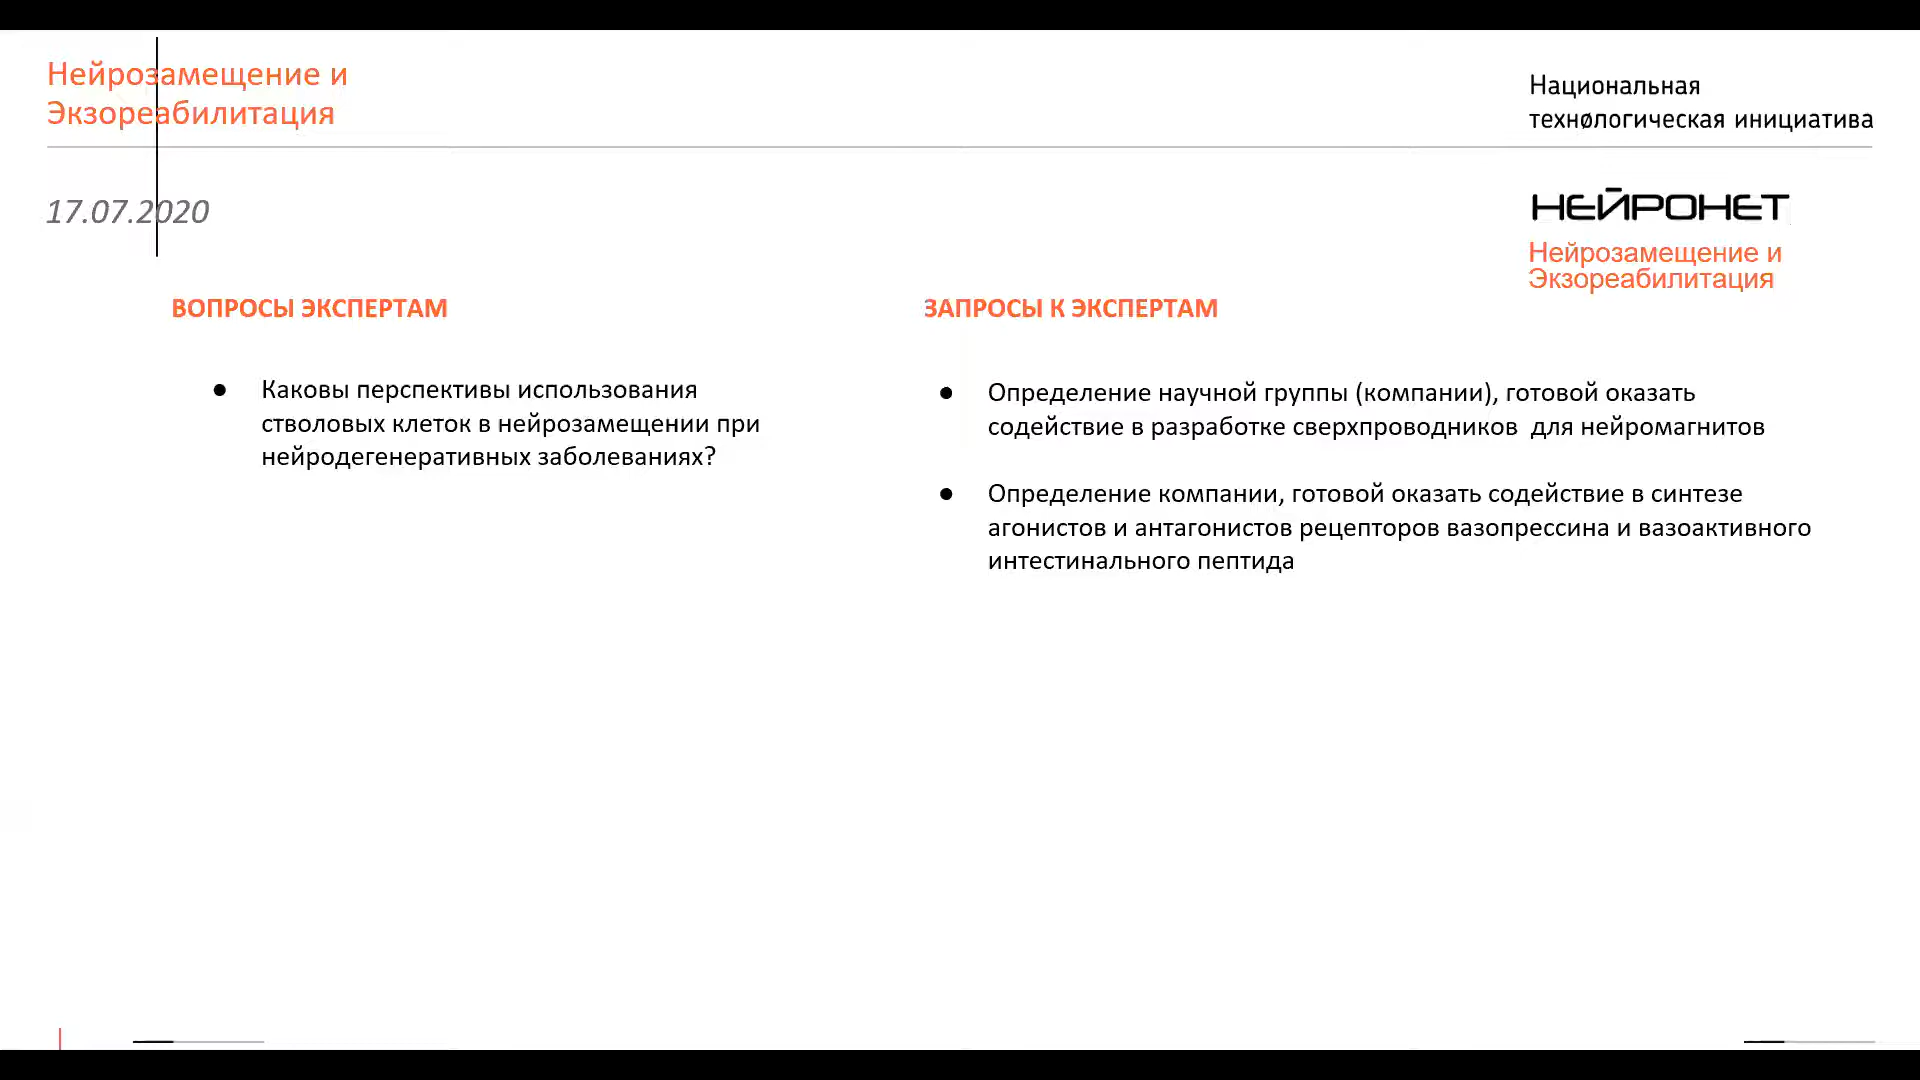 Нейрозамещение и
Экзореабилитация
Национальная
технøлогическая инициатива
17.07.2020
НЕЙРОНЕТ
Нейрозамещение и
Экзореабилитация
ВОПРОСЫ ЭКСПЕРТАМ
● Каковы перспективы использования
стволовых клеток в нейрозамещении при
нейродегенеративных заболеваниях?
ЗАПРОСЫ К ЭКСПЕРТАМ
● Определение научной группы (компании), готовой оказать
содействие в разработке сверхпроводников для нейромагнитов
● Определение компании, готовой оказать содействие в синтезе
агонистов и антагонистов рецепторов вазопрессина и вазоактивного
интестинального пептида